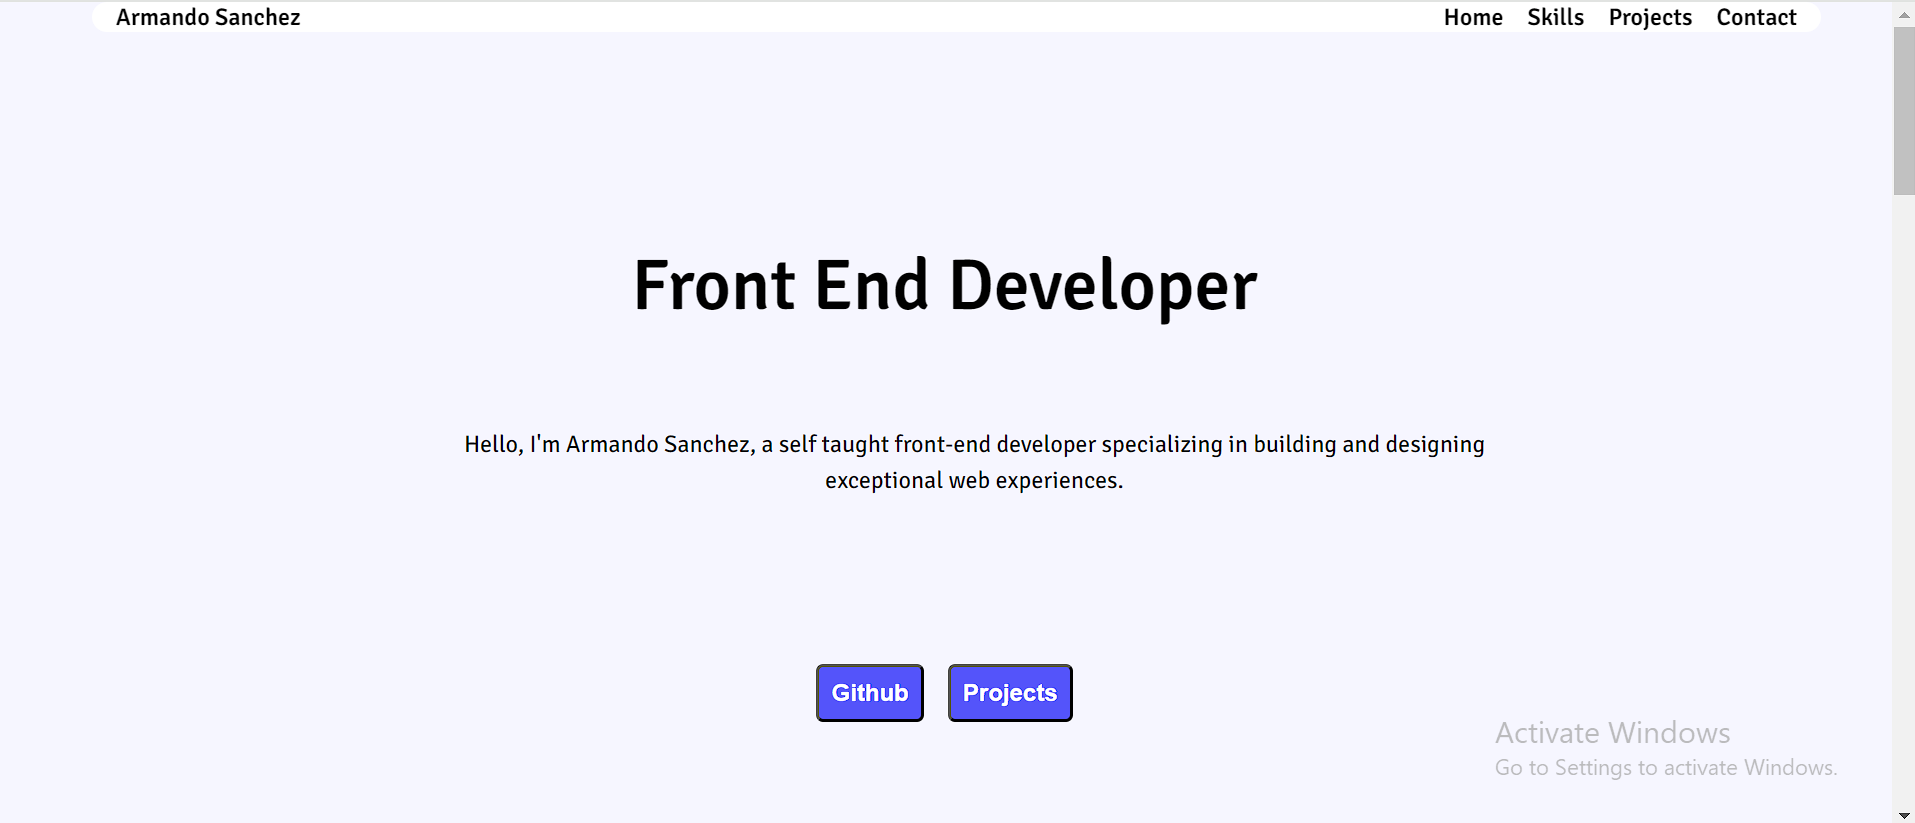 Armando Sanchez Home Skills Projects Contact
Front End Developer
Hello, I'm Armando Sanchez, a self taught front-end developer specializing in building and designing
exceptional web experiences.
Github Projects
Activate Windows
Go to Settings to activate Windows.